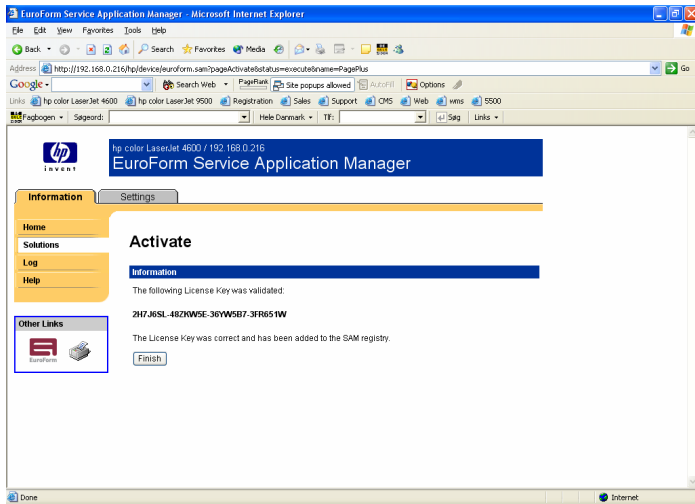 EuroForm Service Application Manager - Microsoft Internet Explorer
File Edit View Favorites Tools Help
Back Search Favorites Media
Address http://192.168.0.216/hp/device/euroform.sam?pageActivate&status=execute&name=PagePlus Go
Google Search Web PageRank Site popups allowed AutoFill Options
Links hp color LaserJet 4600 hp color LaserJet 9500 Registration Sales Support CMS Web wms 5500
Fagbogen Søgeord: Hele Danmark Tlf: Søg Links
hp invent
hp color LaserJet 4600 / 192.168.0.216
EuroForm Service Application Manager
Information Settings
Home
Solutions
Log
Help
Other Links
EuroForm
Activate
Information
The following License Key was validated:
2H7J6SL-48ZKW5E-36YW5B7-3FR651W
The License Key was correct and has been added to the SAM registry.
Finish
Done Internet